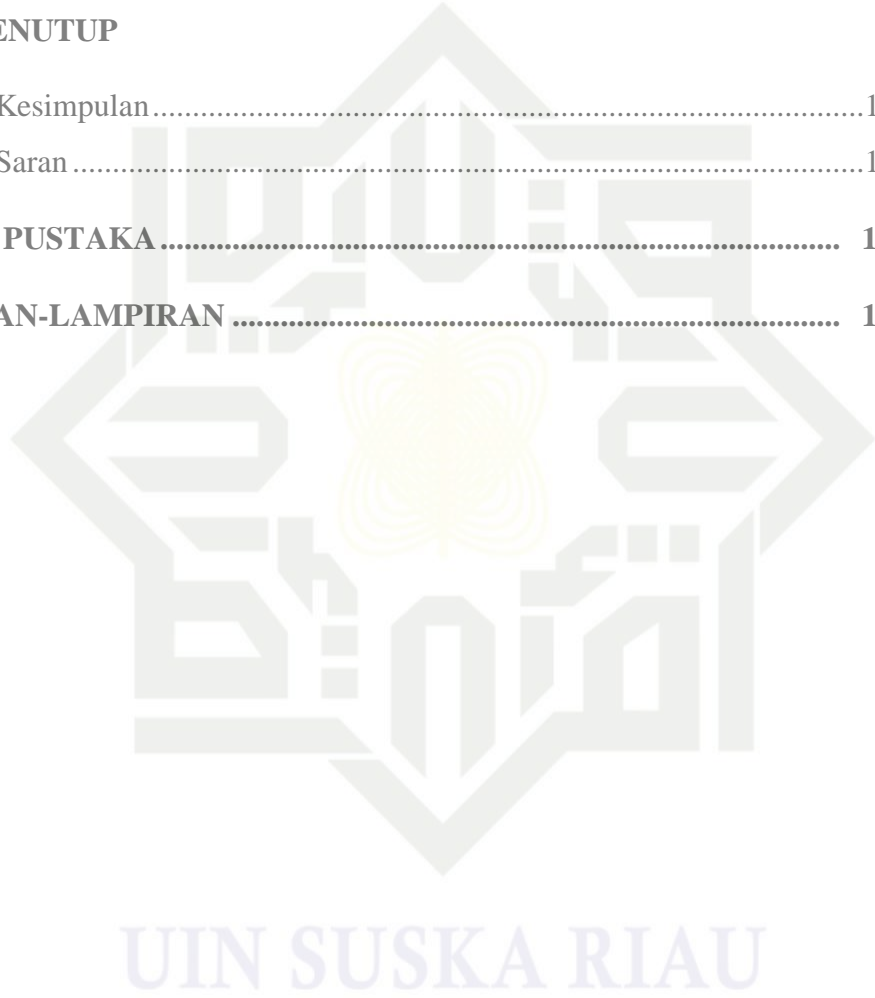 ENUTUP
Kesimpulan........................................................................................1
Saran..................................................................................................1
PUSTAKA..................................................................................... 1
AN-LAMPIRAN............................................................................ 1
UIN SUSKA RIAU